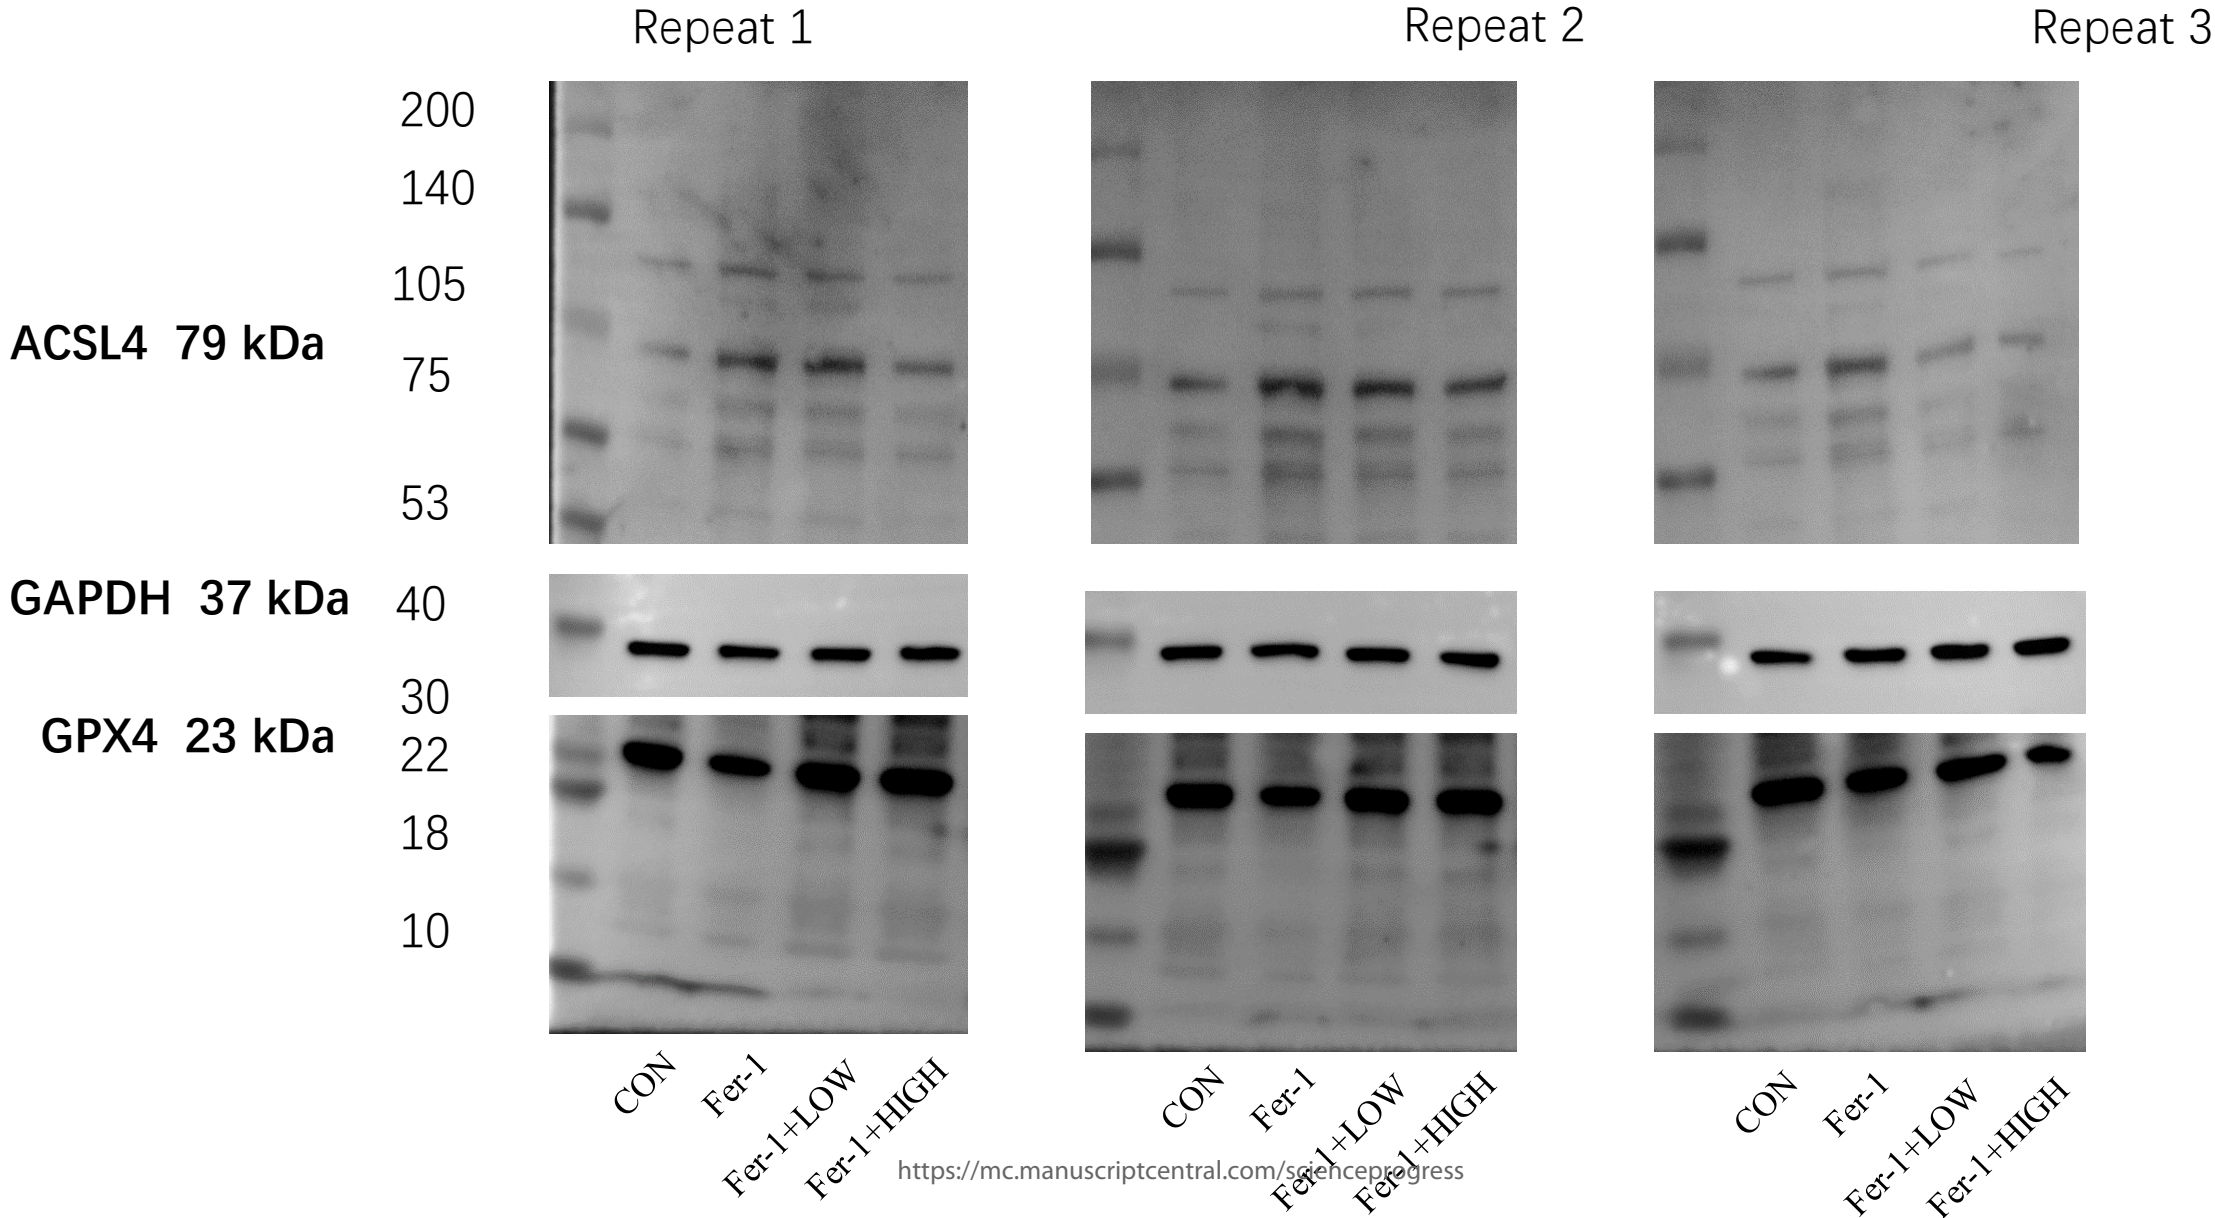 Repeat 1
Repeat 2
Repeat 3
200
140
105
ACSL4 79 kDa
75
53
GAPDH 37 kDa
40
30
GPX4 23 kDa
22
18
10
CON
Fer-1
Fer-1+LOW
Fer-1+HIGH
CON
Fer-1
Fer-1+LOW
Fer-1+HIGH
CON
Fer-1
Fer-1+LOW
Fer-1+HIGH
https://mc.manuscriptcentral.com/scienceprogress